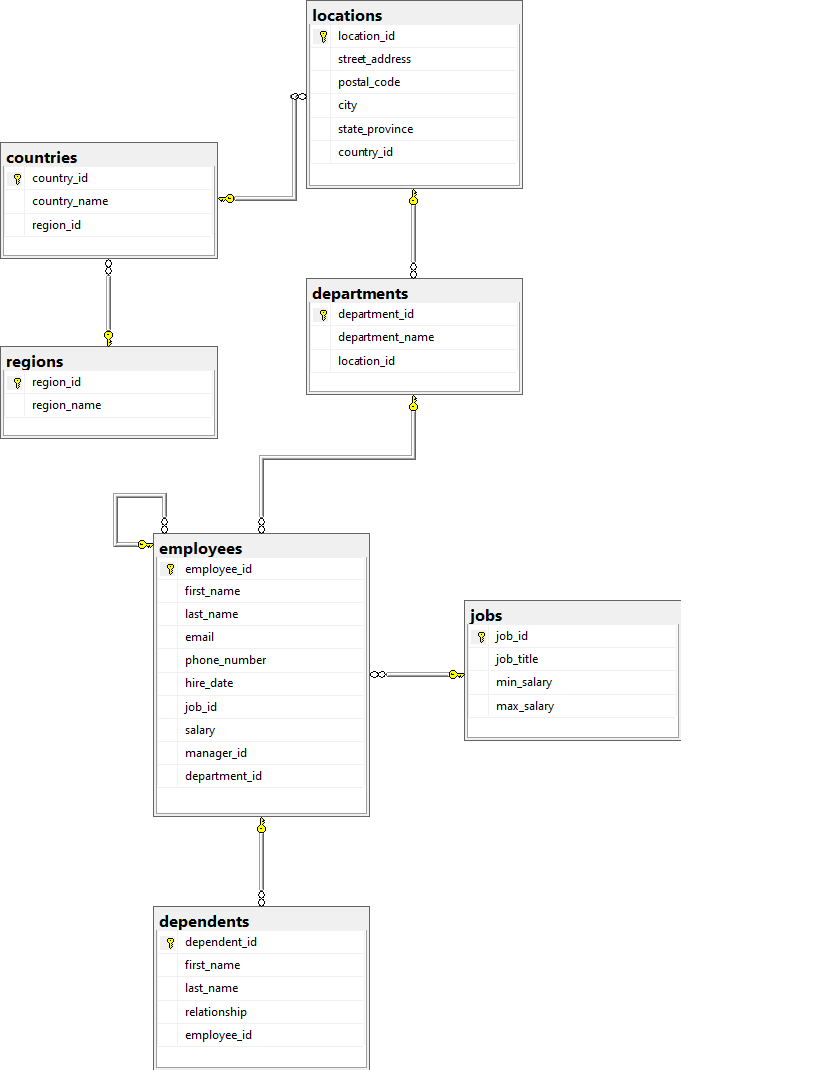 locations
location_id
street_address
postal_code
city
state_province
country_id
countries
country_id
country_name
region_id
departments
department_id
department_name
location_id
regions
region_id
region_name
employees
employee_id
first_name
last_name
email
phone_number
hire_date
job_id
salary
manager_id
department_id
jobs
job_id
job_title
min_salary
max_salary
dependents
dependent_id
first_name
last_name
relationship
employee_id